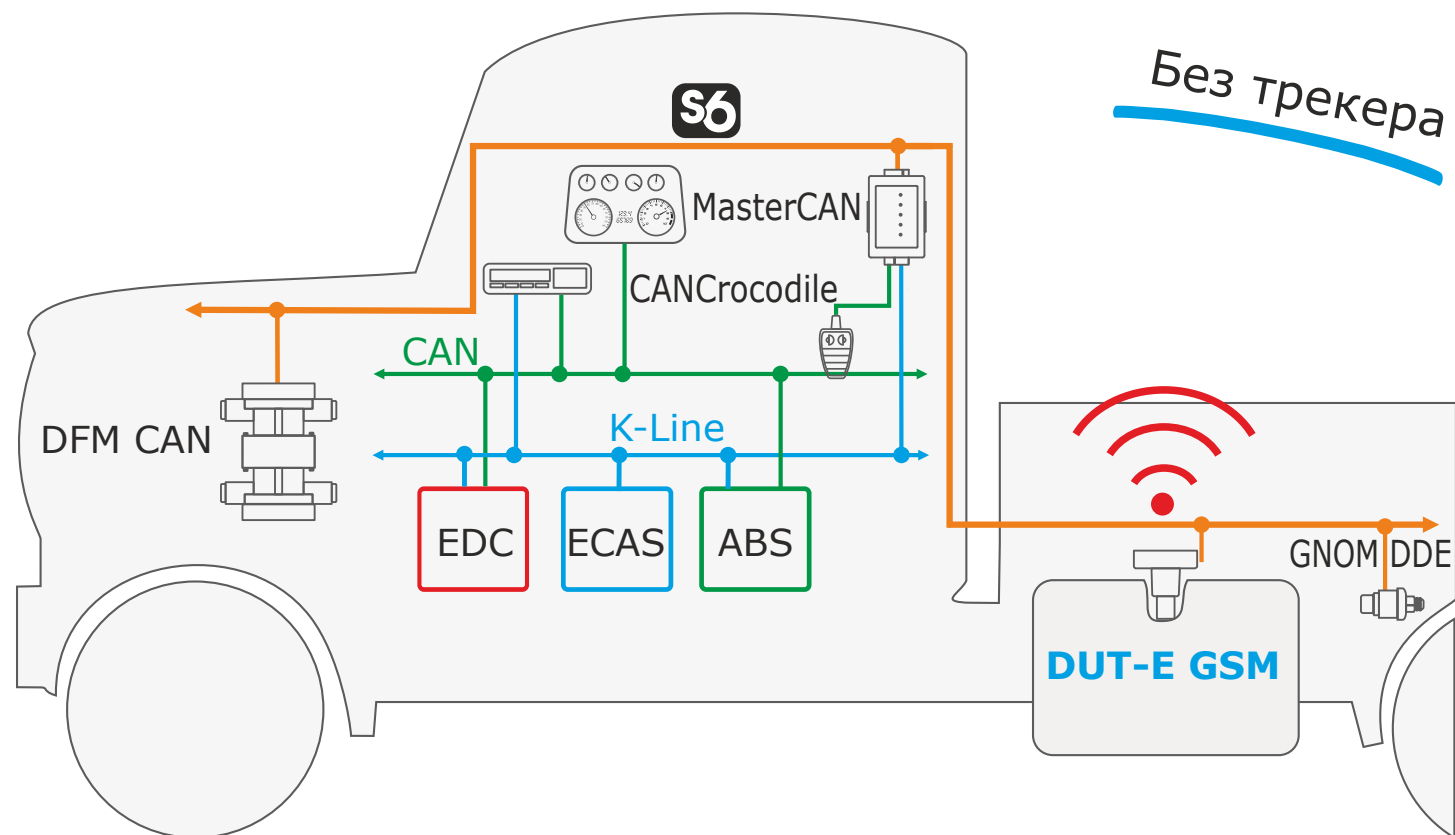 Без трекера
S6
MasterCAN
CANCrocodile
CAN
DFM CAN
K-Line
EDC
ECAS
ABS
GNOM DDE
DUT-E GSM